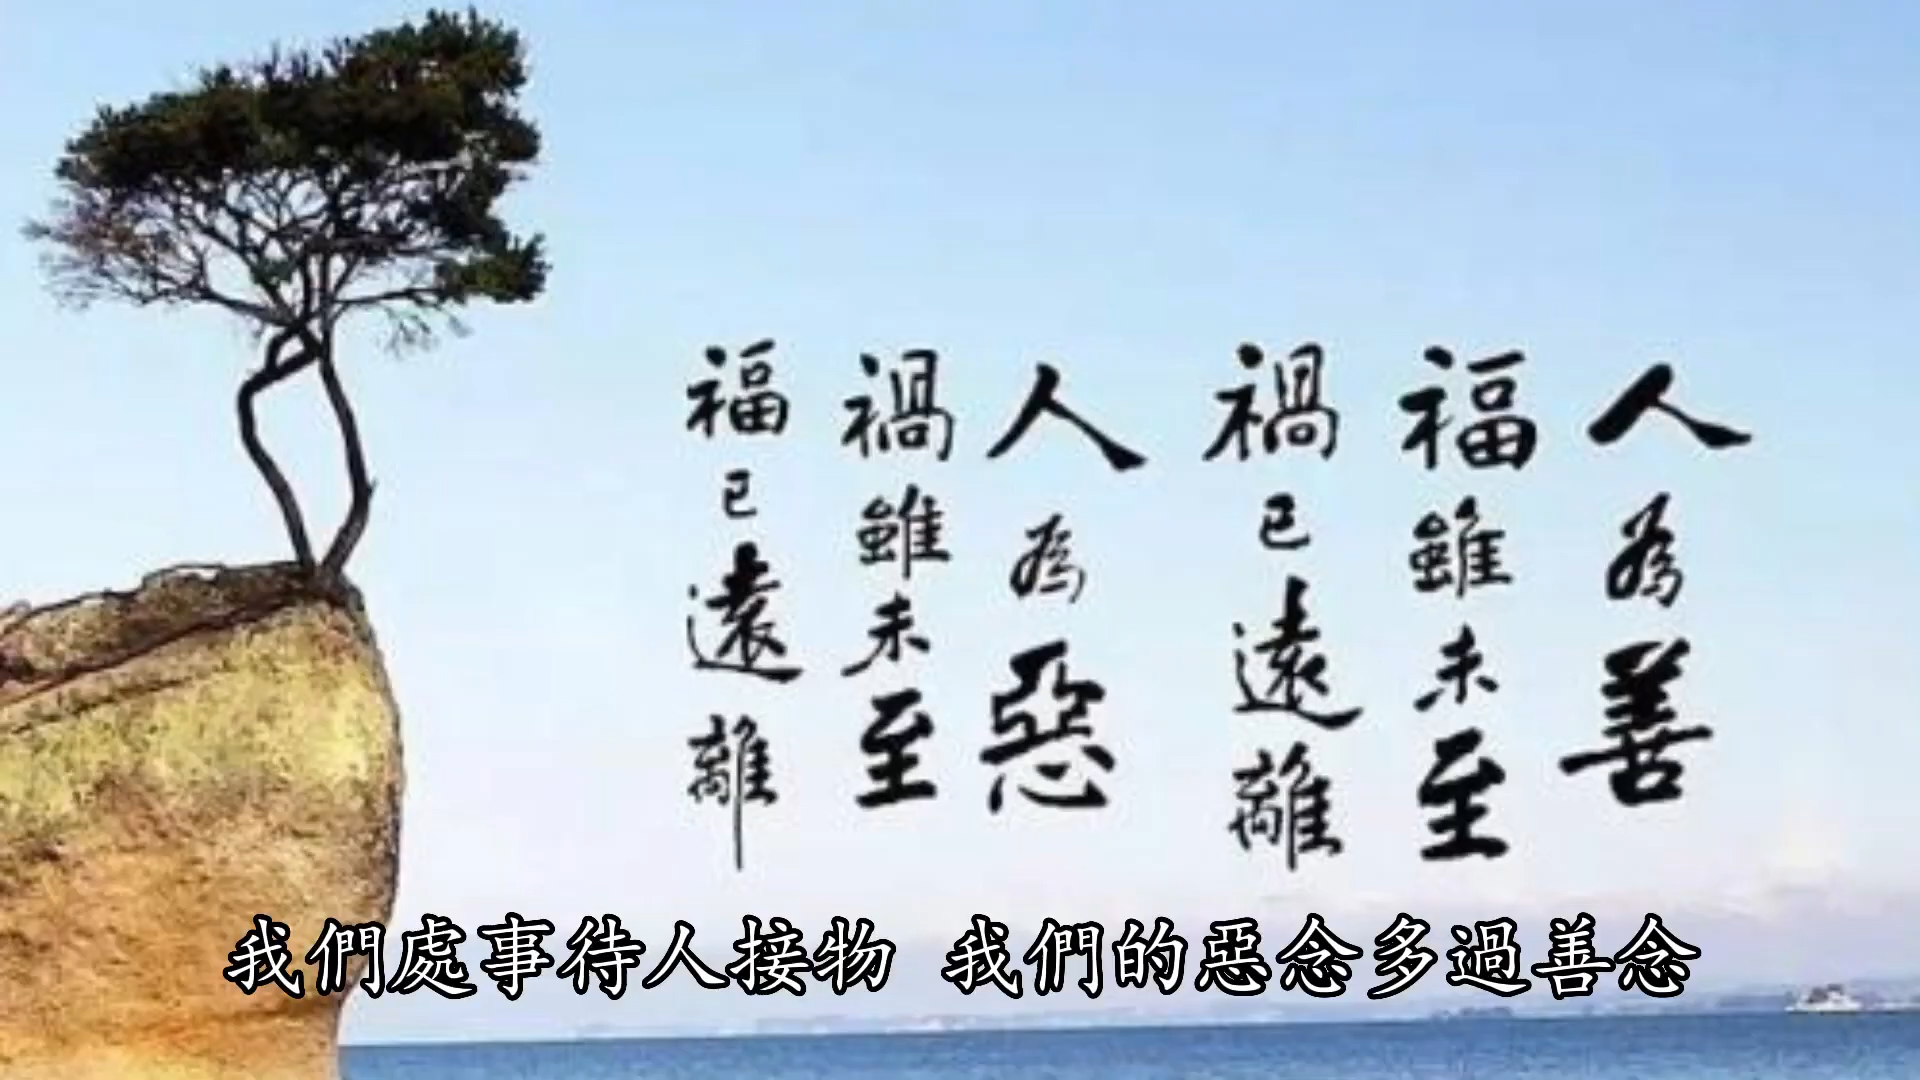 人為善
福雖未至
禍已遠離
人為惡
禍雖未至
福已遠離
我們處事待人接物 我們的惡念多過善念